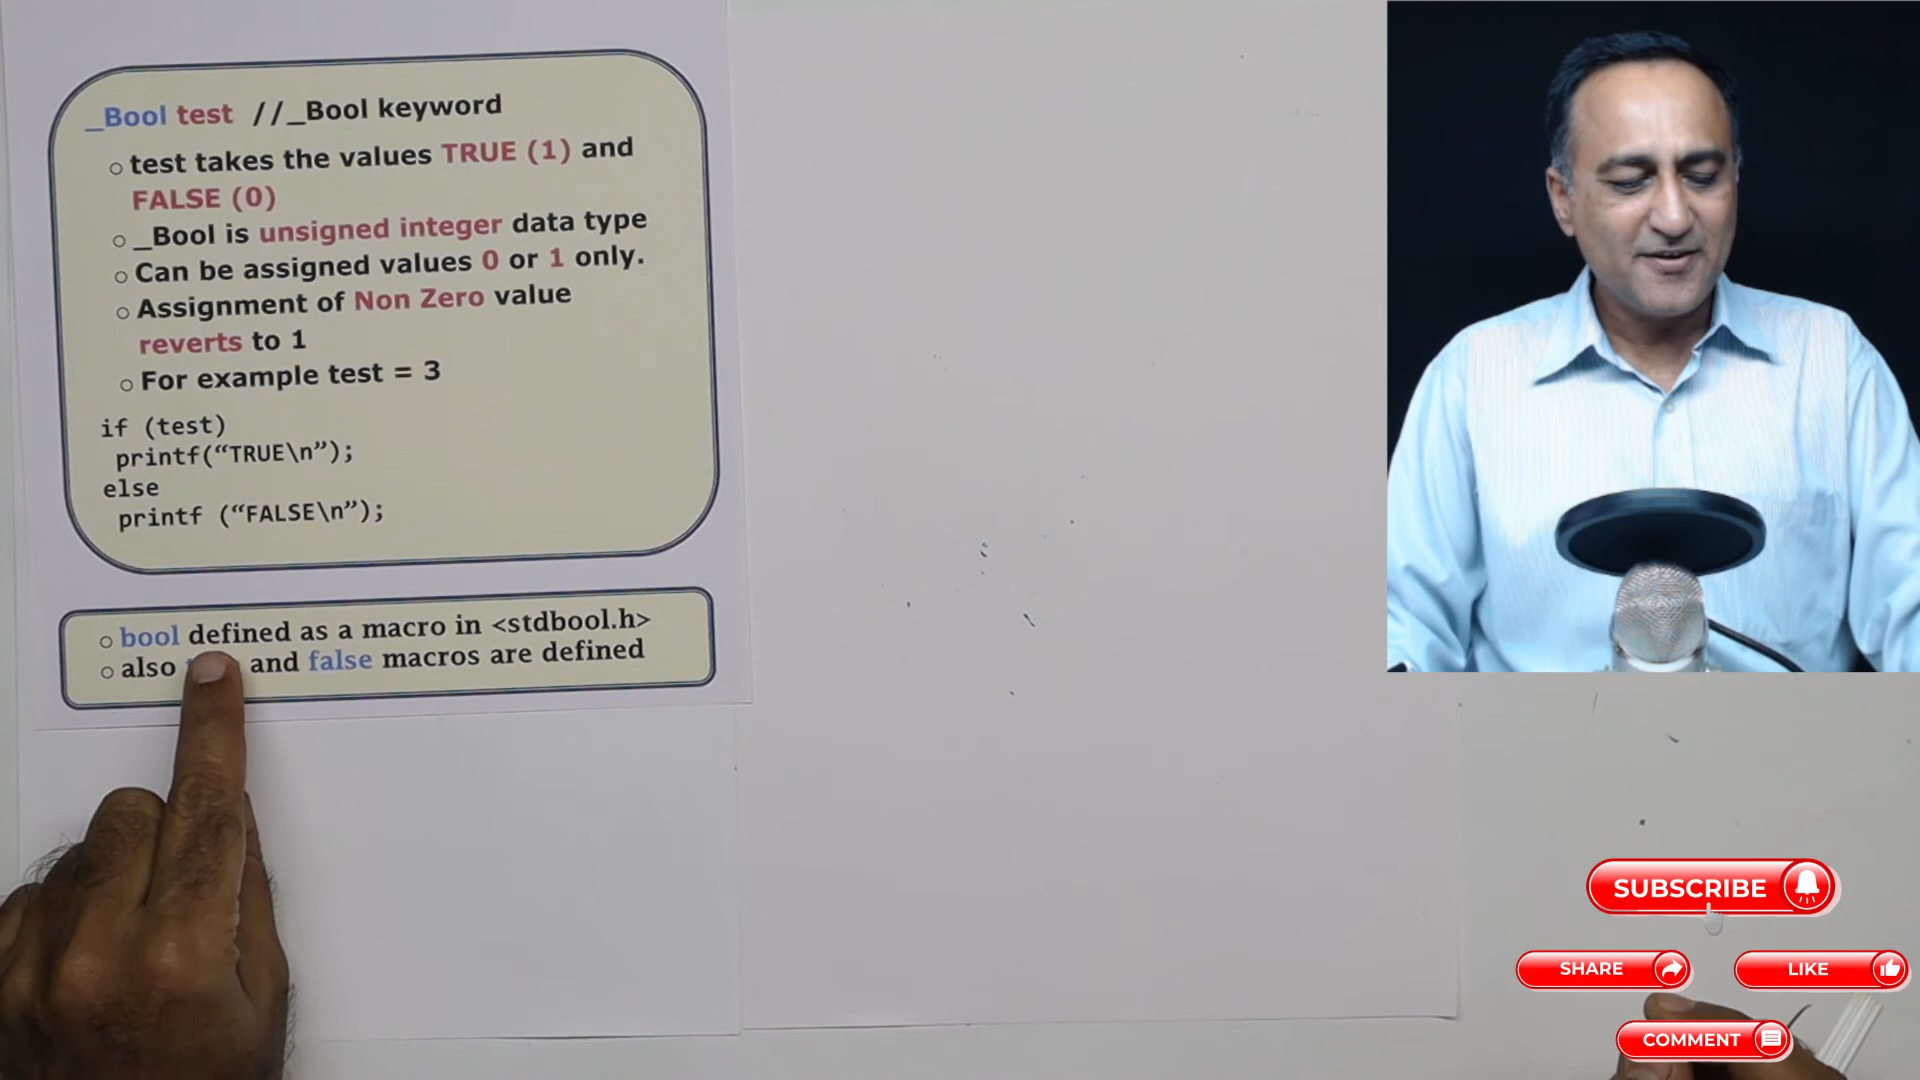 _Bool test //_Bool keyword
○ test takes the values TRUE (1) and
FALSE (0)
○ _Bool is unsigned integer data type
○ Can be assigned values 0 or 1 only.
○ Assignment of Non Zero value
reverts to 1
○ For example test = 3
if (test)
printf(“TRUE\n”);
else
printf (“FALSE\n”);
○ bool defined as a macro in <stdbool.h>
○ also and false macros are defined
SUBSCRIBE
SHARE
LIKE
COMMENT